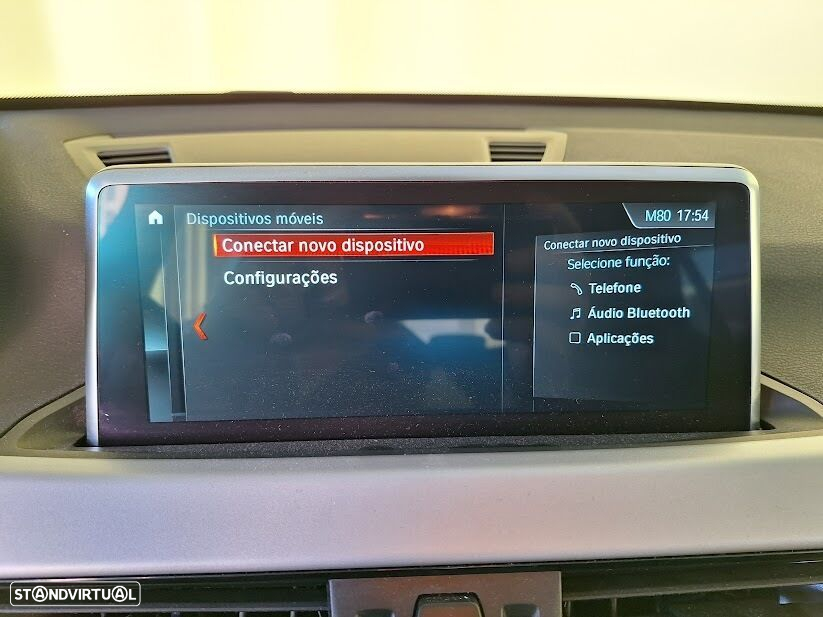 Dispositivos móveis
M80 17:54
Conectar novo dispositivo
Configurações
Conectar novo dispositivo
Selecione função:
Telefone
Áudio Bluetooth
Aplicações
STANDVIRTUAL